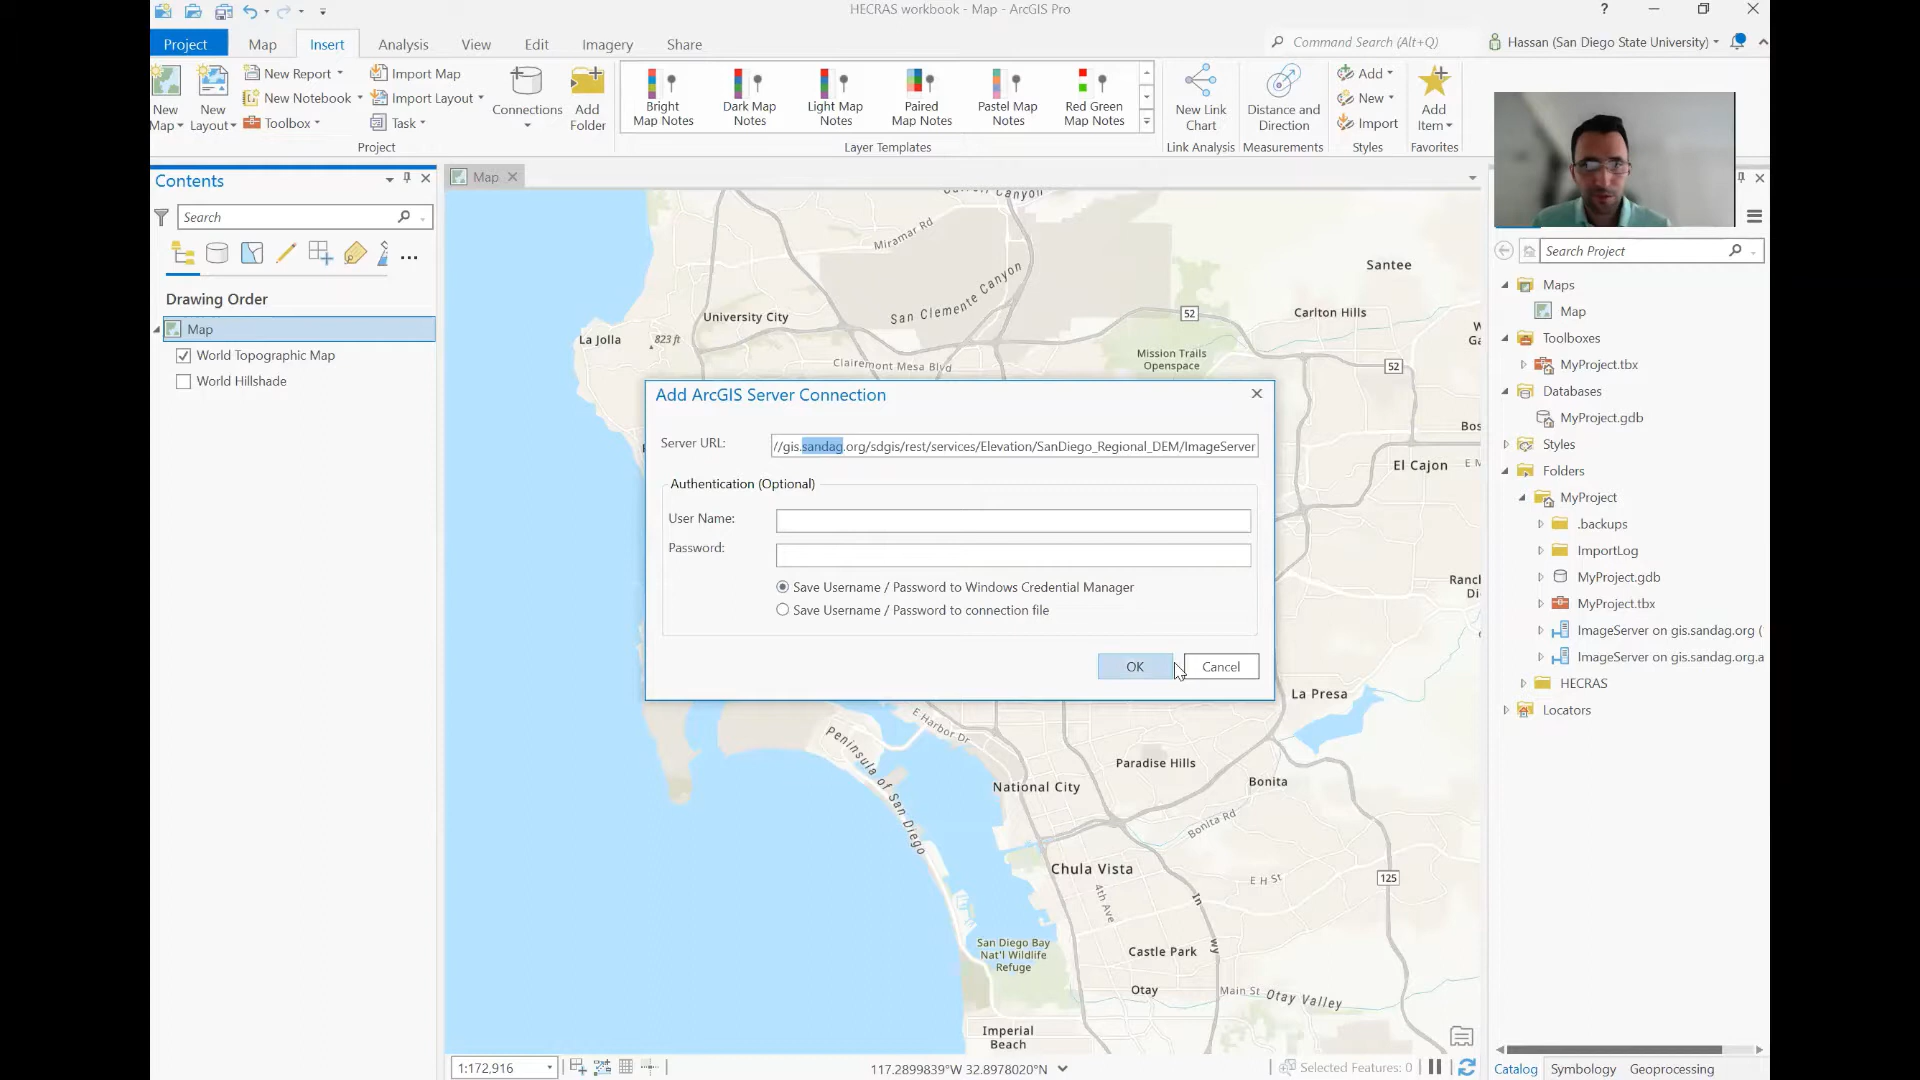 HECRAS workbook - Map - ArcGIS Pro
?
Project
Map
Insert
Analysis
View
Edit
Imagery
Share
Command Search (Alt+Q)
Hassan (San Diego State University)
New Map
New Layout
New Report
New Notebook
Toolbox
Import Map
Import Layout
Task
Connections
Add Folder
Project
Bright Map Notes
Dark Map Notes
Light Map Notes
Paired Map Notes
Pastel Map Notes
Red Green Map Notes
Layer Templates
New Link Chart
Link Analysis
Distance and Direction
Measurements
Add
New
Import
Styles
Add Item
Favorites
Contents
Search
Drawing Order
Map
World Topographic Map
World Hillshade
Map
Miramar Rd
San Clemente Canyon
Santee
52
University City
Carlton Hills
La Jolla
823 ft
Clairemont Mesa Blvd
Mission Trails
Openspace
52
El Cajon
Add ArcGIS Server Connection
Server URL:
//gis.sandag.org/sdgis/rest/services/Elevation/SanDiego_Regional_DEM/ImageServer
Authentication (Optional)
User Name:
Password:
Save Username / Password to Windows Credential Manager
Save Username / Password to connection file
OK
Cancel
La Presa
E Harbor Dr
Peninsula of San Diego
National City
Paradise Hills
Bonita
Bonita Rd
Chula Vista
4th Ave
E H St
125
San Diego Bay
Nat'l Wildlife
Refuge
Castle Park
Otay
Main St
Otay Valley
Imperial
Beach
1:172,916
117.2899839°W 32.8978020°N
Selected Features: 0
Search Project
Maps
Map
Toolboxes
MyProject.tbx
Databases
MyProject.gdb
Styles
Folders
MyProject
.backups
ImportLog
MyProject.gdb
MyProject.tbx
ImageServer on gis.sandag.org (
ImageServer on gis.sandag.org.a
HECRAS
Locators
Catalog
Symbology
Geoprocessing